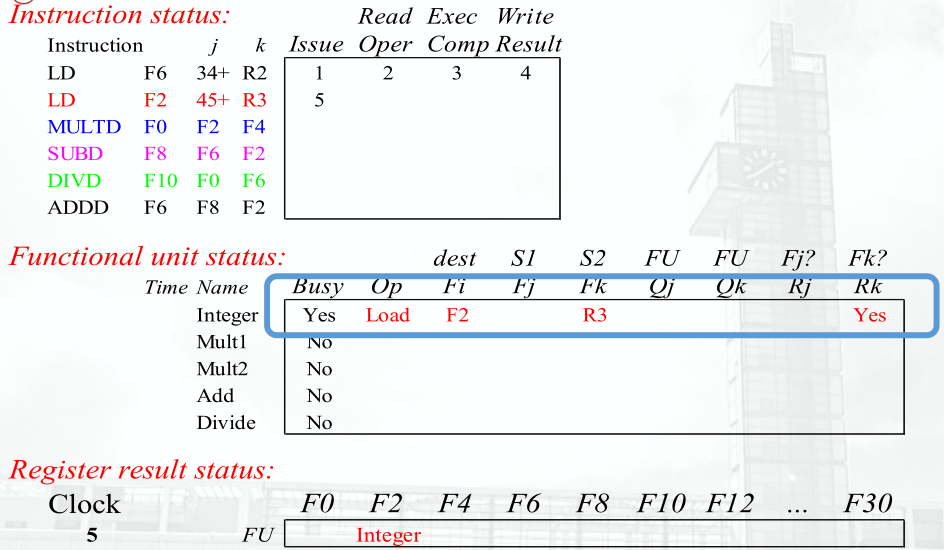 Instruction status: Read Exec Write
Instruction j k Issue Oper Comp Result
LD F6 34+ R2 1 2 3 4
LD F2 45+ R3 5
MULTD F0 F2 F4
SUBD F8 F6 F2
DIVD F10 F0 F6
ADDD F6 F8 F2
Functional unit status: dest S1 S2 FU FU Fj? Fk?
Time Name Busy Op Fi Fj Fk Qj Qk Rj Rk
Integer Yes Load F2 R3 Yes
Mult1 No
Mult2 No
Add No
Divide No
Register result status:
Clock F0 F2 F4 F6 F8 F10 F12 ... F30
5 FU Integer